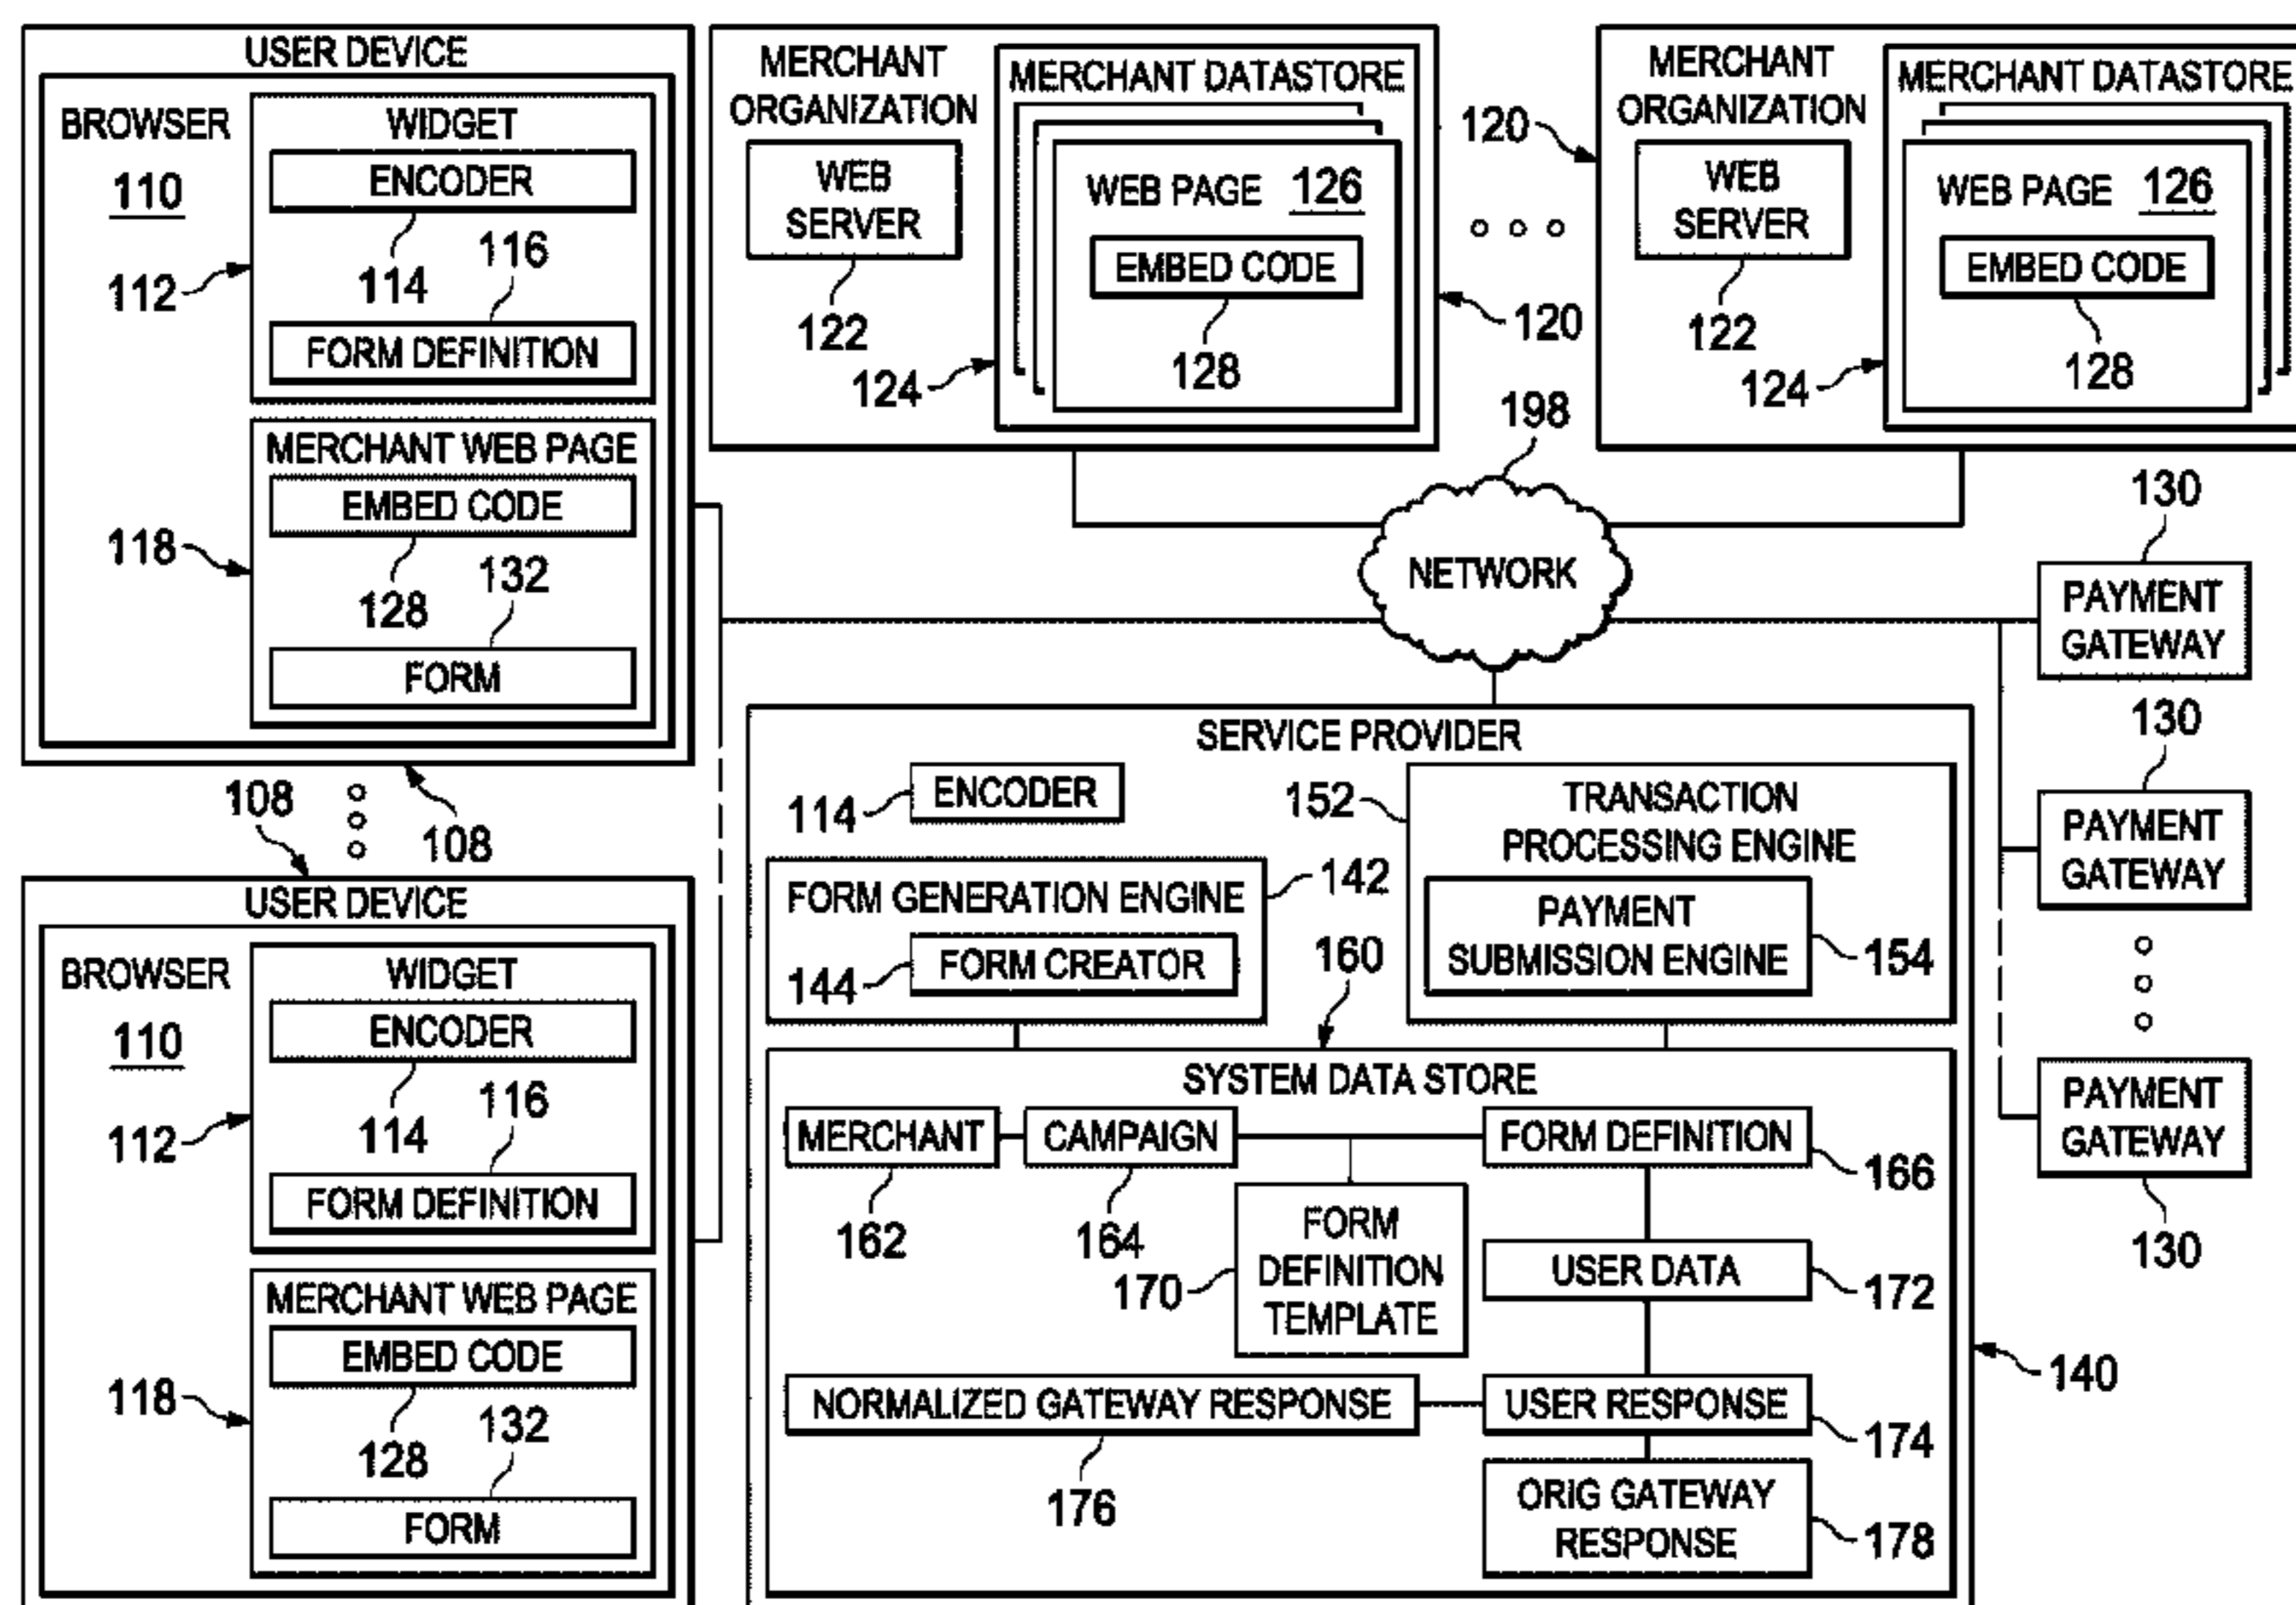 USER DEVICE
BROWSER
110
WIDGET
ENCODER
114
116
112
FORM DEFINITION
MERCHANT WEB PAGE
EMBED CODE
118
128
132
FORM
108
108
USER DEVICE
BROWSER
110
WIDGET
ENCODER
114
116
112
FORM DEFINITION
MERCHANT WEB PAGE
EMBED CODE
118
128
132
FORM
MERCHANT
ORGANIZATION
WEB
SERVER
122
MERCHANT DATASTORE
WEB PAGE 126
EMBED CODE
128
124
120
120
MERCHANT
ORGANIZATION
WEB
SERVER
122
MERCHANT DATASTORE
WEB PAGE 126
EMBED CODE
128
124
198
NETWORK
130
PAYMENT
GATEWAY
130
PAYMENT
GATEWAY
PAYMENT
GATEWAY
130
SERVICE PROVIDER
114
ENCODER
FORM GENERATION ENGINE
142
144
FORM CREATOR
152
TRANSACTION
PROCESSING ENGINE
PAYMENT
SUBMISSION ENGINE
154
160
SYSTEM DATA STORE
MERCHANT
162
CAMPAIGN
164
FORM DEFINITION
166
170
FORM
DEFINITION
TEMPLATE
USER DATA
172
140
NORMALIZED GATEWAY RESPONSE
176
USER RESPONSE
174
ORIG GATEWAY
RESPONSE
178